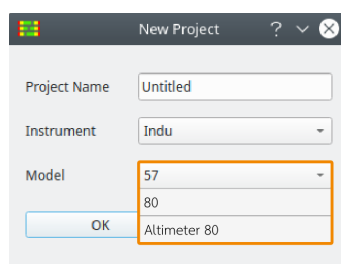 New Project
Project Name Untitled
Instrument Indu
Model 57
80
OK Altimeter 80